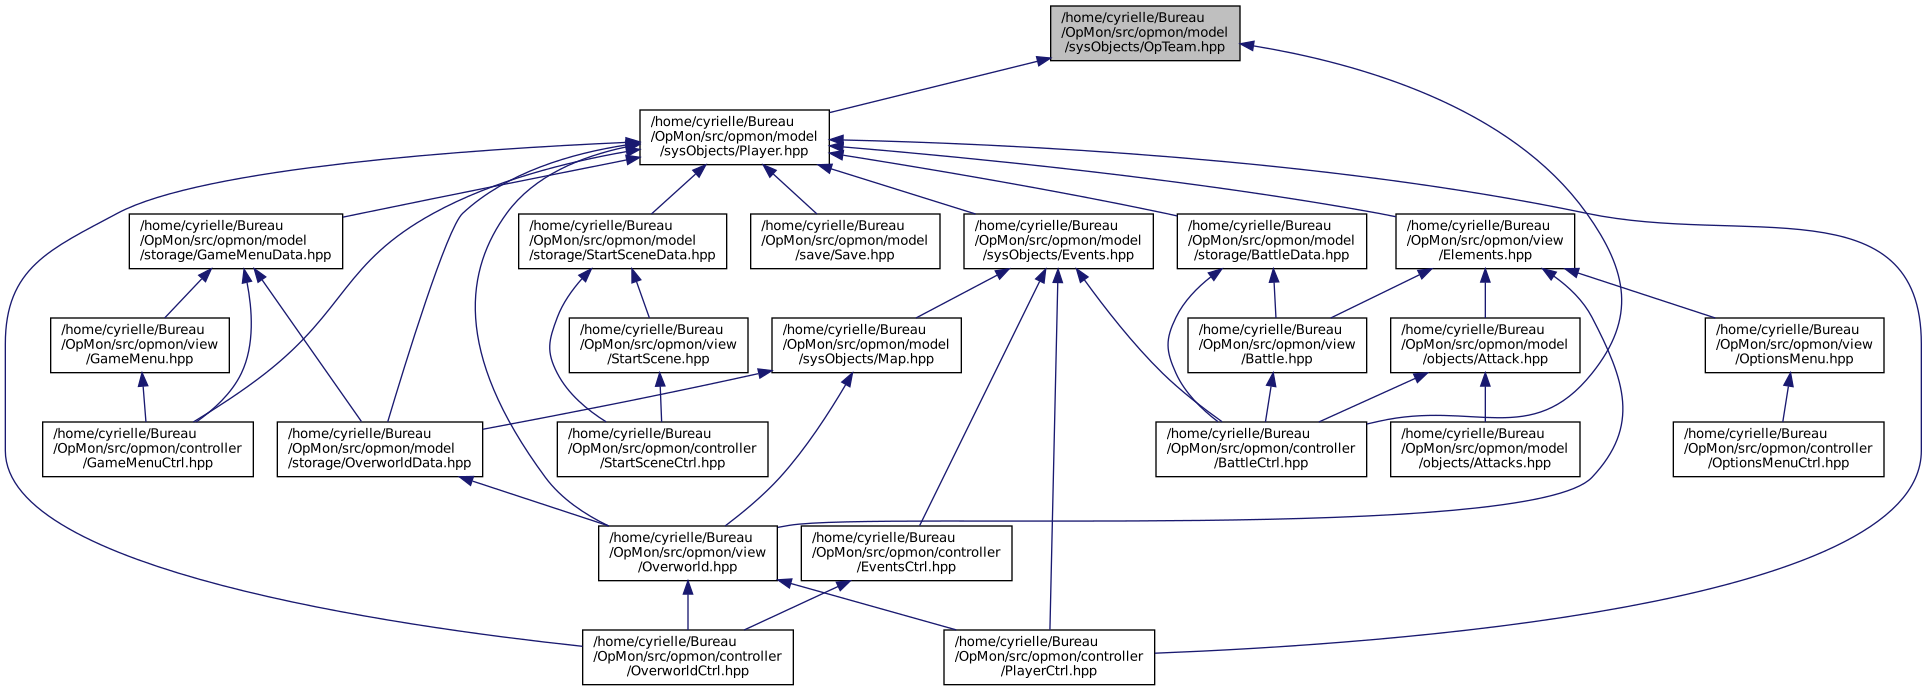 /home/cyrielle/Bureau
/OpMon/src/opmon/model
/sysObjects/OpTeam.hpp
/home/cyrielle/Bureau
/OpMon/src/opmon/model
/sysObjects/Player.hpp
/home/cyrielle/Bureau
/OpMon/src/opmon/model
/storage/GameMenuData.hpp
/home/cyrielle/Bureau
/OpMon/src/opmon/model
/storage/StartSceneData.hpp
/home/cyrielle/Bureau
/OpMon/src/opmon/model
/save/Save.hpp
/home/cyrielle/Bureau
/OpMon/src/opmon/model
/sysObjects/Events.hpp
/home/cyrielle/Bureau
/OpMon/src/opmon/model
/storage/BattleData.hpp
/home/cyrielle/Bureau
/OpMon/src/opmon/view
/Elements.hpp
/home/cyrielle/Bureau
/OpMon/src/opmon/view
/GameMenu.hpp
/home/cyrielle/Bureau
/OpMon/src/opmon/view
/StartScene.hpp
/home/cyrielle/Bureau
/OpMon/src/opmon/model
/sysObjects/Map.hpp
/home/cyrielle/Bureau
/OpMon/src/opmon/view
/Battle.hpp
/home/cyrielle/Bureau
/OpMon/src/opmon/model
/objects/Attack.hpp
/home/cyrielle/Bureau
/OpMon/src/opmon/view
/OptionsMenu.hpp
/home/cyrielle/Bureau
/OpMon/src/opmon/controller
/GameMenuCtrl.hpp
/home/cyrielle/Bureau
/OpMon/src/opmon/model
/storage/OverworldData.hpp
/home/cyrielle/Bureau
/OpMon/src/opmon/controller
/StartSceneCtrl.hpp
/home/cyrielle/Bureau
/OpMon/src/opmon/controller
/BattleCtrl.hpp
/home/cyrielle/Bureau
/OpMon/src/opmon/model
/objects/Attacks.hpp
/home/cyrielle/Bureau
/OpMon/src/opmon/controller
/OptionsMenuCtrl.hpp
/home/cyrielle/Bureau
/OpMon/src/opmon/view
/Overworld.hpp
/home/cyrielle/Bureau
/OpMon/src/opmon/controller
/EventsCtrl.hpp
/home/cyrielle/Bureau
/OpMon/src/opmon/controller
/OverworldCtrl.hpp
/home/cyrielle/Bureau
/OpMon/src/opmon/controller
/PlayerCtrl.hpp